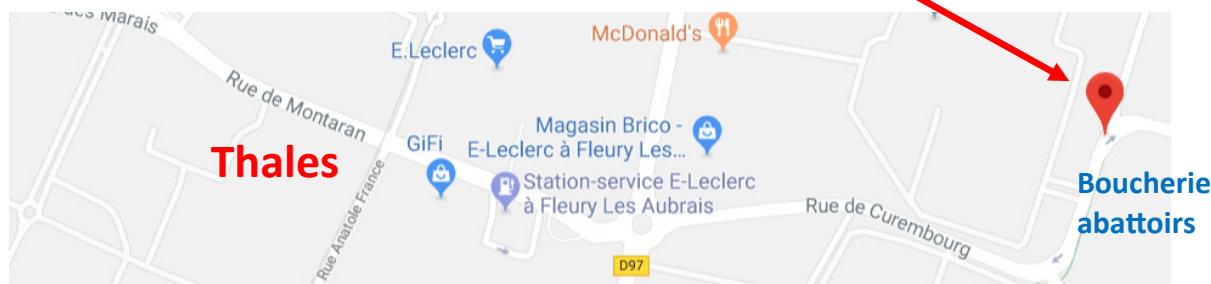 des Marais
E.Leclerc
McDonald's
Rue de Montaran
Thales
GiFi
Magasin Brico -
E-Leclerc à Fleury Les...
Station-service E-Leclerc
à Fleury Les Aubrais
Rue Anatole France
Rue de Curembourg
D97
Boucherie
abattoirs